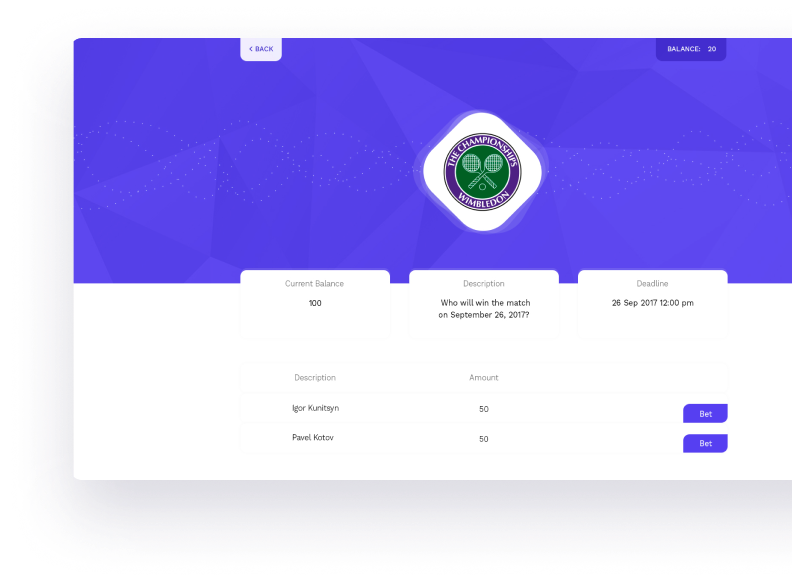 BACK
BALANCE: 20
THE CHAMPIONSHIPS
WIMBLEDON
Current Balance
100
Description
Who will win the match
on September 26, 2017?
Deadline
26 Sep 2017 12:00 pm
Description Amount
Igor Kunitsyn 50 Bet
Pavel Kotov 50 Bet